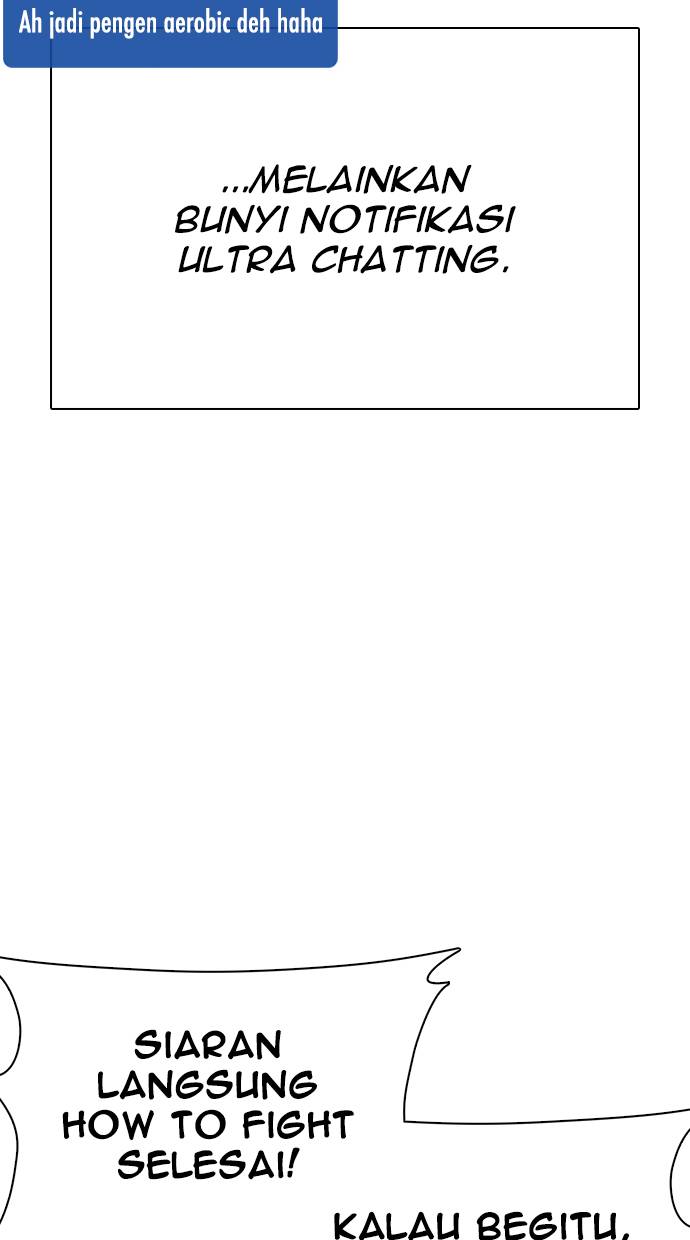 Ah jadi pengen aerobic deh haha
...MELAINKAN
BUNYI NOTIFIKASI
ULTRA CHATTING.
SIARAN
LANGSUNG
HOW TO FIGHT
SELESAI!
KALAU BEGITU,